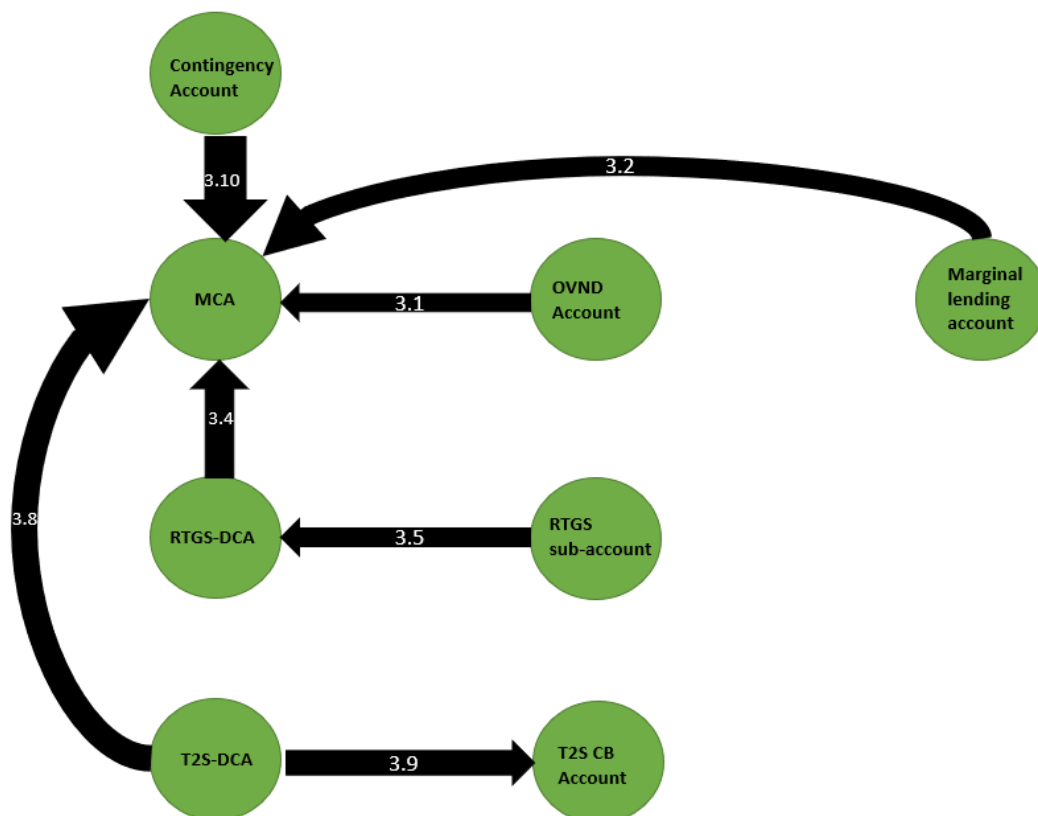 Contingency
Account
3.10
3.2
MCA
3.1
OVND
Account
Marginal
lending
account
3.4
3.8
RTGS-DCA
3.5
RTGS
sub-account
T2S-DCA
3.9
T2S CB
Account